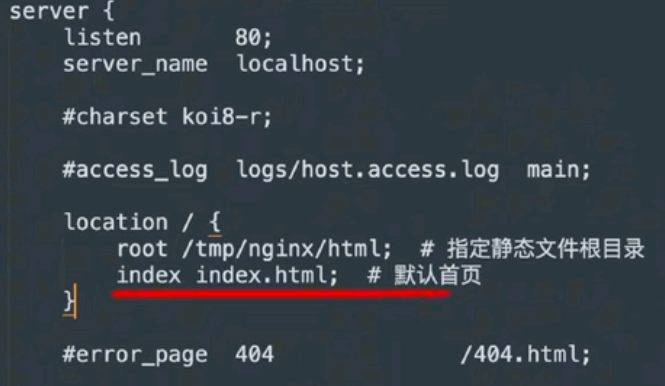 server {
    listen       80;
    server_name  localhost;
    #charset koi8-r;
    #access_log  logs/host.access.log  main;
    location / {
        root /tmp/nginx/html;  # 指定静态文件根目录
        index index.html;  # 默认首页
    }
    #error_page  404              /404.html;